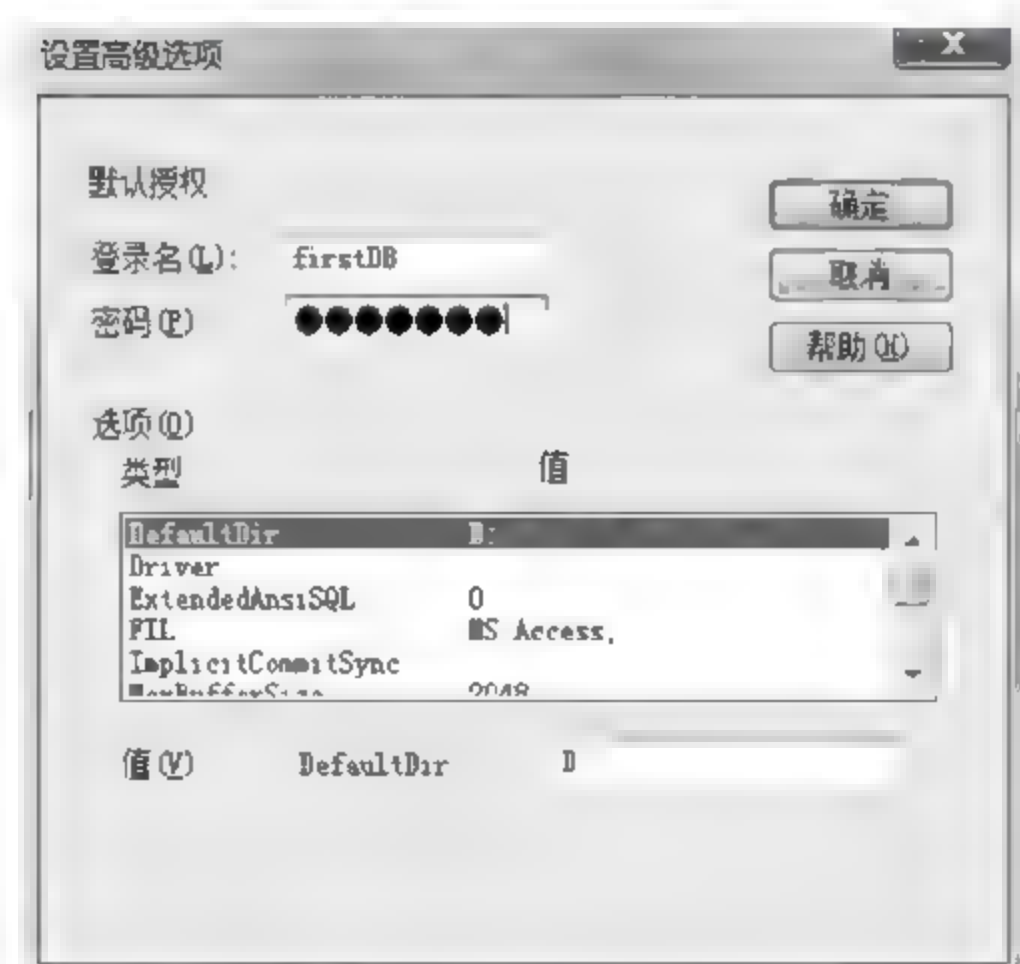 设置高级选项
X
默认授权
确定
登录名(L): firstDB
取消
密码(P) ●●●●●●●
帮助(H)
选项(O)
类型 值
DefaultDir D:
Driver
ExtendedAnsiSQL 0
FIL MS Access,
ImplicitCommitSync
MaxBufferSize 2048
值(V) DefaultDir D